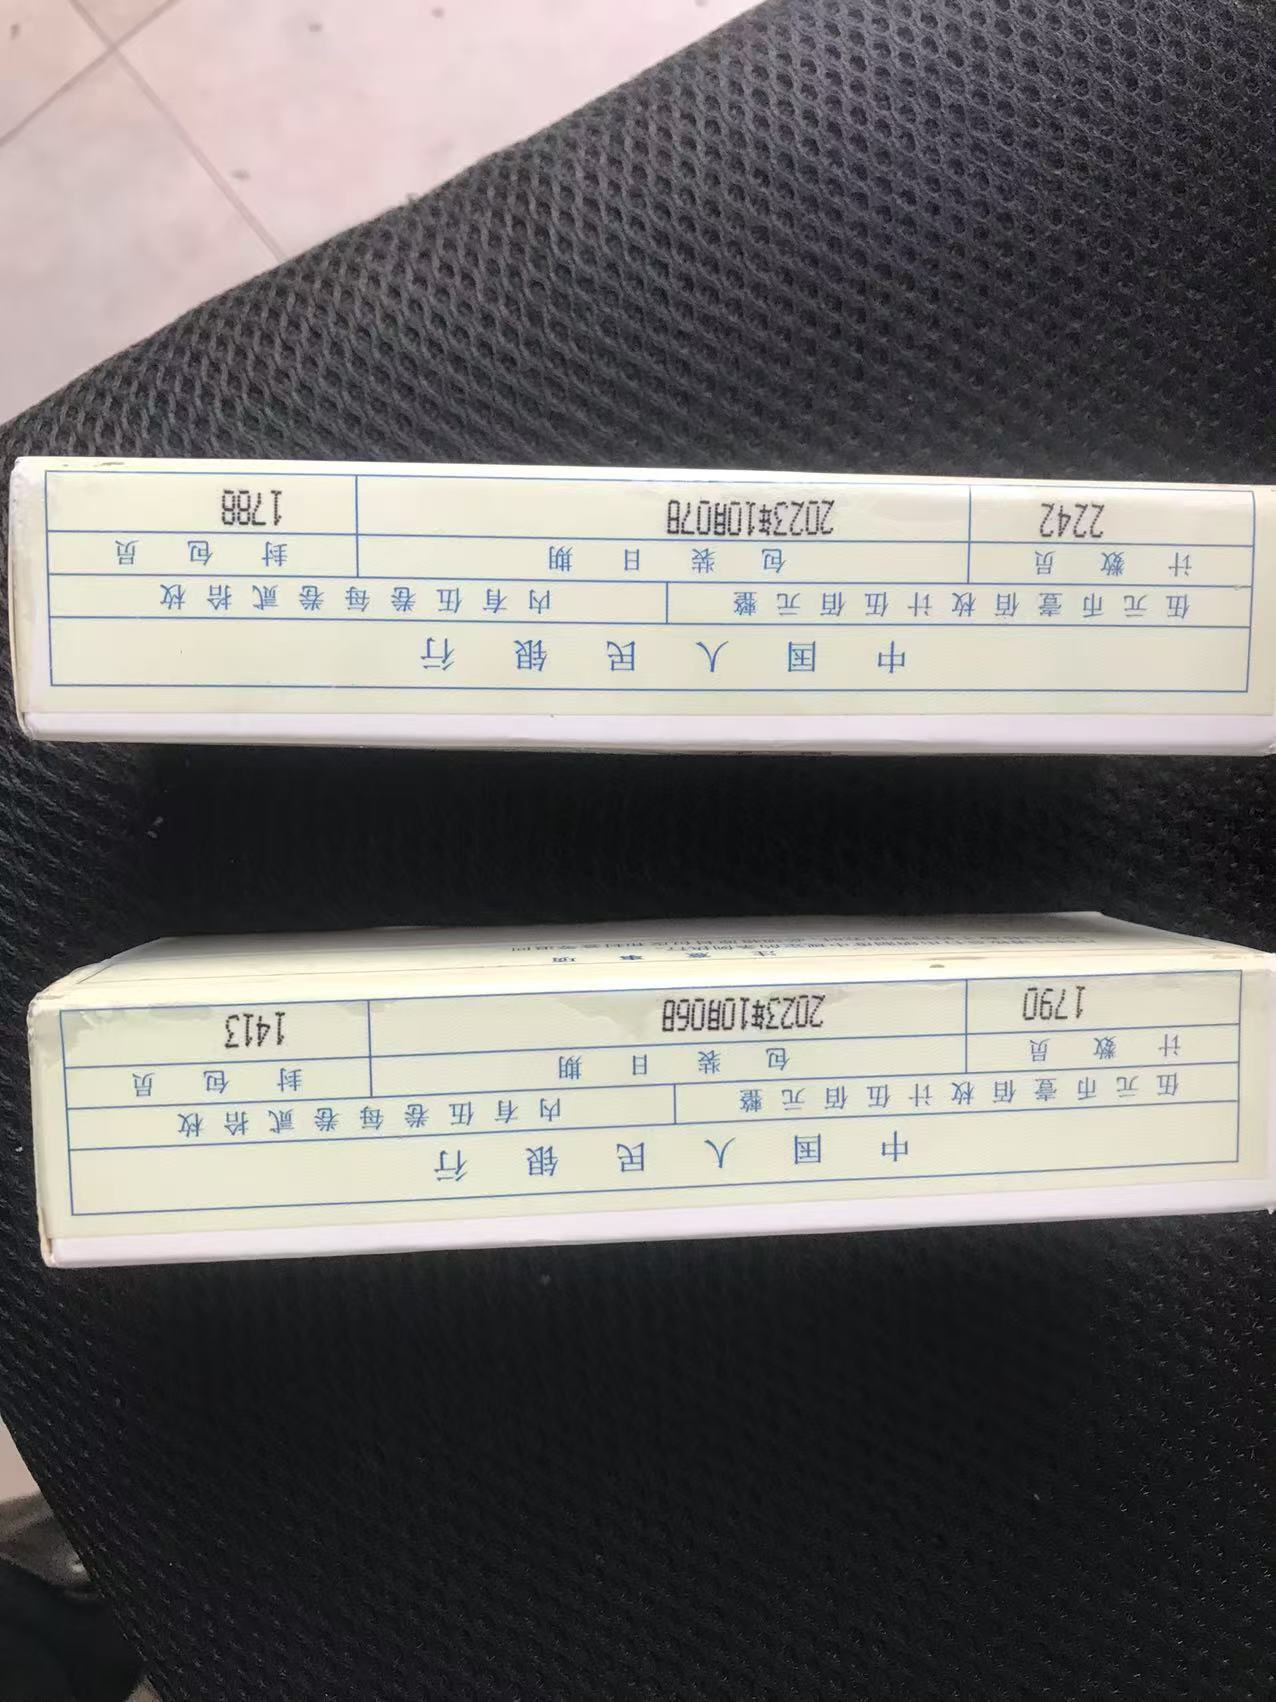 中国人民银行
伍元币壹佰枚计伍佰元整 内有伍卷每卷贰拾枚
计数员 包装日期 封包员
1790 2023年10月06日 1413
注意事项
中国人民银行
伍元币壹佰枚计伍佰元整 内有伍卷每卷贰拾枚
计数员 包装日期 封包员
2242 2023年10月07日 1788